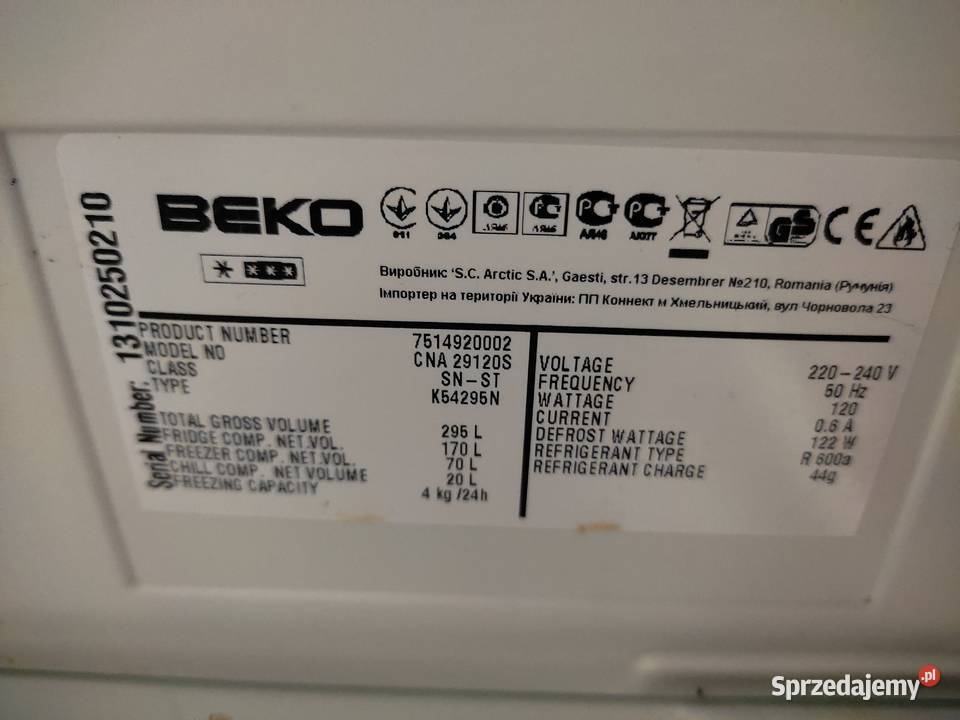 BEKO
011
AЯ46
AЯ46
AЯ46
Виробник: 'S.C. Arctic S.A.', Gaesti, str.13 Desembrer №210, Romania (Румунія)
Імпортер на території України: ПП Коннект м Хмельницький, вул Чорновола 23
Serial Number: 1310250210
PRODUCT NUMBER 7514920002
MODEL NO CNA 29120S
CLASS SN-ST
TYPE K54295N
TOTAL GROSS VOLUME 295 L
FRIDGE COMP. NET VOL. 170 L
FREEZER COMP. NET VOL. 70 L
CHILL COMP. NET VOLUME 20 L
FREEZING CAPACITY 4 kg /24h
VOLTAGE 220-240 V
FREQUENCY 50 Hz
WATTAGE 120
CURRENT 0.6 A
DEFROST WATTAGE 122 W
REFRIGERANT TYPE R 600a
REFRIGERANT CHARGE 44g
Sprzedajemy.pl